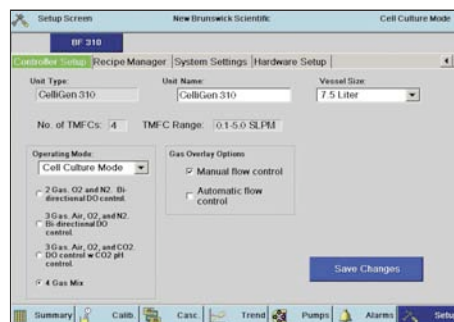 Setup Screen New Brunswick Scientific Cell Culture Mode
BF 310
Controller Setup Recipe Manager System Settings Hardware Setup
Unit Type: Unit Name: Vessel Size:
CelliGen 310 CelliGen 310 7.5 Liter
No. of TMFCs: 4 TMFC Range: 0.1-5.0 SLPM
Operating Mode: Gas Overlay Options
Cell Culture Mode Manual flow control
2 Gas. O2 and N2. Bi-
directional DO control.
Automatic flow
control
3 Gas. Air, O2, and N2.
Bi-directional DO
control.
3 Gas. Air, O2, and CO2.
DO control w CO2 pH
control.
4 Gas Mix
Save Changes
Summary Calib. Casc. Trend Pumps Alarms Setu